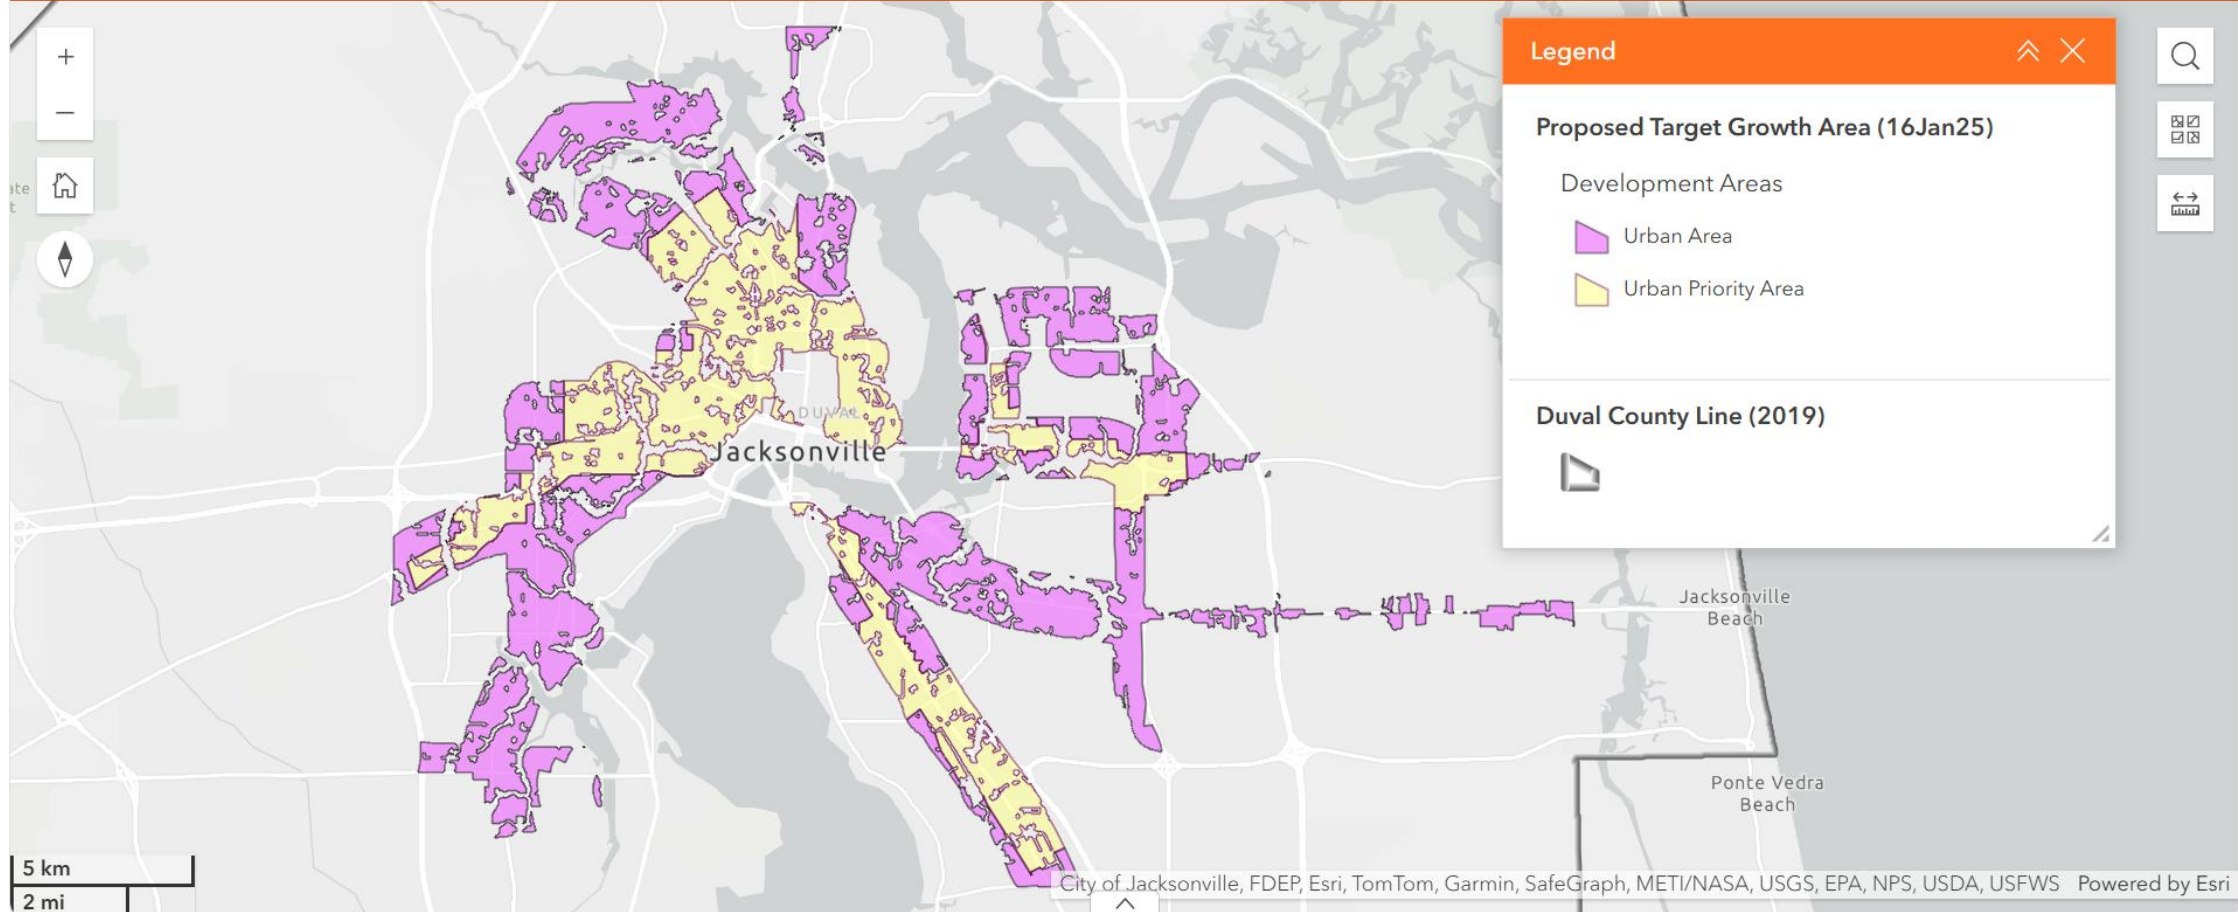 Legend
Proposed Target Growth Area (16Jan25)
Development Areas
Urban Area
Urban Priority Area
Duval County Line (2019)
DUVAL
Jacksonville
Jacksonville
Beach
Ponte Vedra
Beach
5 km
2 mi
City of Jacksonville, FDEP, Esri, TomTom, Garmin, SafeGraph, METI/NASA, USGS, EPA, NPS, USDA, USFWS Powered by Esri